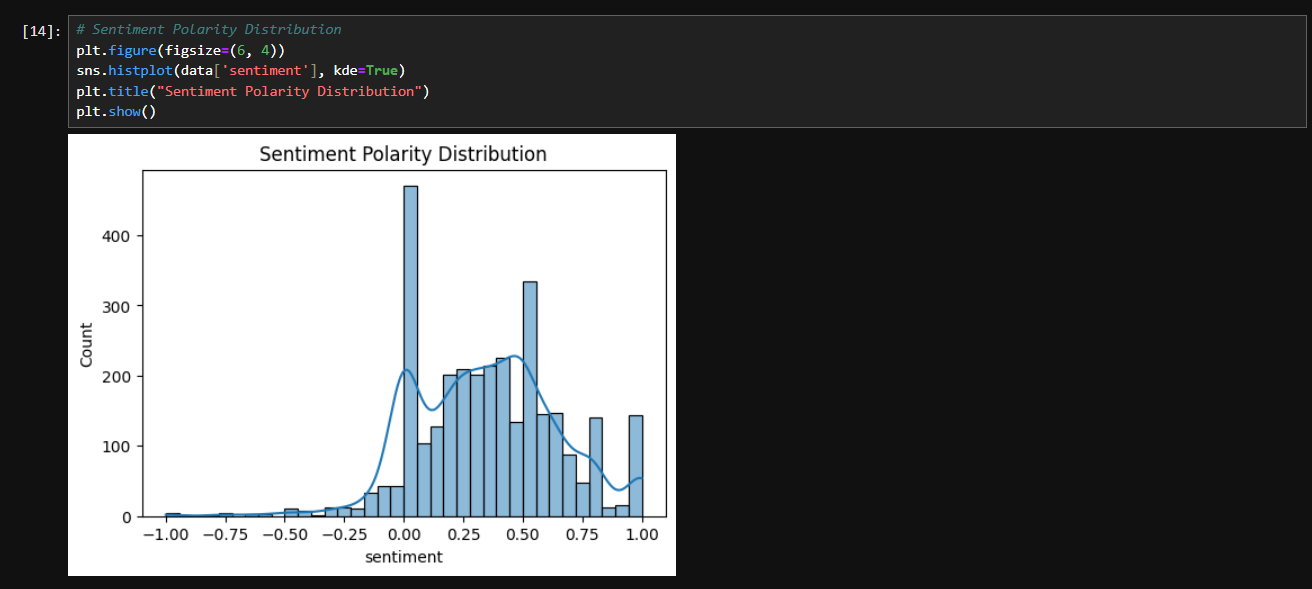 [14]:
# Sentiment Polarity Distribution
plt.figure(figsize=(6, 4))
sns.histplot(data['sentiment'], kde=True)
plt.title("Sentiment Polarity Distribution")
plt.show()
Sentiment Polarity Distribution
Count
400
300
200
100
0
−1.00 −0.75 −0.50 −0.25 0.00 0.25 0.50 0.75 1.00
sentiment